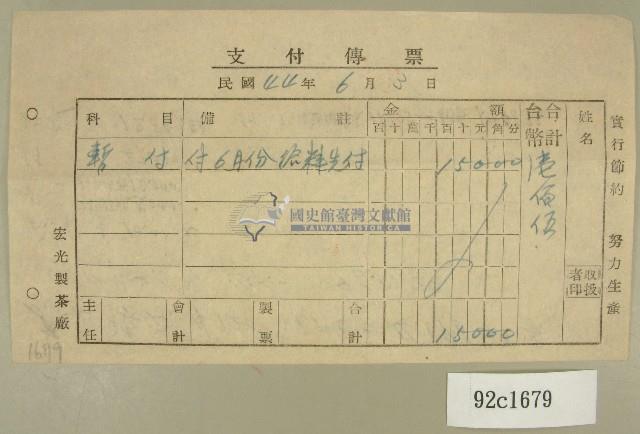 支付傳票
民國44年6月3日
科目 備註 金額 台幣合計 姓名
百十萬千百十元角分
暫付 付6月份給料先付 15000 壹佰伍
國史館臺灣文獻館
TAIWAN HISTORICA
收扱者印
主任 會計 製票 合計 15000
實行節約 努力生產
宏光製茶廠
1679
92c1679